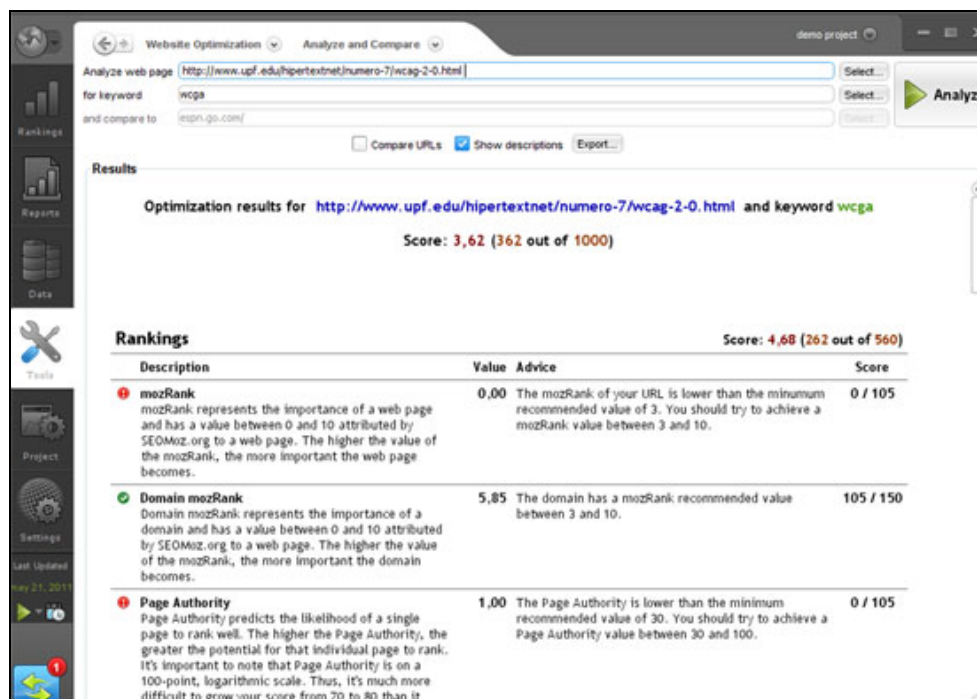 Website Optimization Analyze and Compare demo project
Analyze web page http://www.upf.edu/hipertextnet/numero-7/wcag-2-0.html Select...
for keyword wcga Select... Analyz
and compare to espn.go.com/ Select...
Compare URLs Show descriptions Export...
Rankings
Results
Optimization results for http://www.upf.edu/hipertextnet/numero-7/wcag-2-0.html and keyword wcga
Reports
Score: 3,62 (362 out of 1000)
Data
Rankings Score: 4,68 (262 out of 560)
Tools
Description Value Advice Score
mozRank 0,00 The mozRank of your URL is lower than the minumum 0 / 105
mozRank represents the importance of a web page recommended value of 3. You should try to achieve a
and has a value between 0 and 10 attributed by mozRank value between 3 and 10.
SEOMoz.org to a web page. The higher the value of
the mozRank, the more important the web page
becomes.
Project
Domain mozRank 5,85 The domain has a mozRank recommended value 105 / 150
Domain mozRank represents the importance of a between 3 and 10.
domain and has a value between 0 and 10 attributed
by SEOMoz.org to a web page. The higher the value
of the mozRank, the more important the domain
becomes.
Settings
Last Updated
may 21, 2011
Page Authority 1,00 The Page Authority is lower than the minimum 0 / 105
Page Authority predicts the likelihood of a single recommended value of 30. You should try to achieve a
page to rank well. The higher the Page Authority, the Page Authority value between 30 and 100.
greater the potential for that individual page to rank.
It's important to note that Page Authority is on a
100-point, logarithmic scale. Thus, it's much more
difficult to grow your score from 70 to 80 than it
1